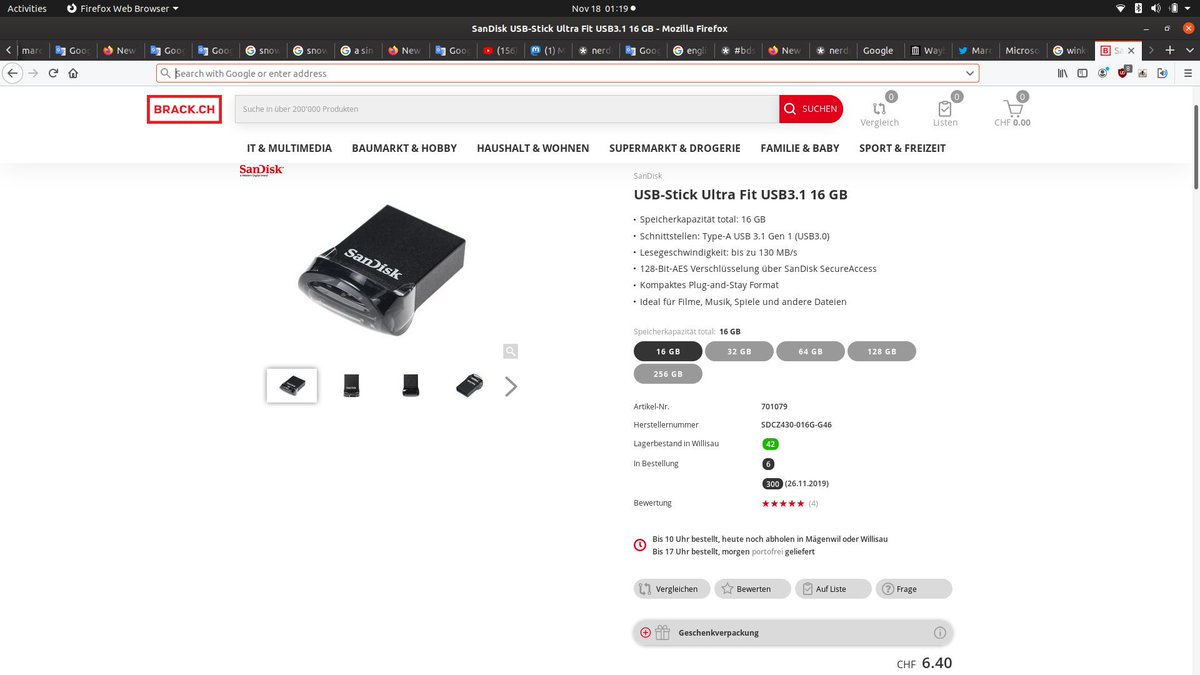 Activities
Firefox Web Browser
Nov 18 01:19
SanDisk USB-Stick Ultra Fit USB3.1 16 GB - Mozilla Firefox
Goo
New
Goo
Goo
snow
snow
a sin
New
Goo
(156)
(1) M
nerd
Goo
engli
#bds
New
nerd
Google
Wayb
Marc
Microso
wink
Search with Google or enter address
BRACK.CH
Suche in über 200'000 Produkten
SUCHEN
0
Vergleich
0
Listen
0
CHF 0.00
IT & MULTIMEDIA
BAUMARKT & HOBBY
HAUSHALT & WOHNEN
SUPERMARKT & DROGERIE
FAMILIE & BABY
SPORT & FREIZEIT
SanDisk
SanDisk
SanDisk
USB-Stick Ultra Fit USB3.1 16 GB
• Speicherkapazität total: 16 GB
• Schnittstellen: Type-A USB 3.1 Gen 1 (USB3.0)
• Lesegeschwindigkeit: bis zu 130 MB/s
• 128-Bit-AES Verschlüsselung über SanDisk SecureAccess
• Kompaktes Plug-and-Stay Format
• Ideal für Filme, Musik, Spiele und andere Dateien
Speicherkapazität total: 16 GB
16 GB
32 GB
64 GB
128 GB
256 GB
Artikel-Nr. 701079
Herstellernummer SDCZ430-016G-G46
Lagerbestand in Willisau 42
In Bestellung 6
300 (26.11.2019)
Bewertung (4)
Bis 10 Uhr bestellt, heute noch abholen in Mägenwil oder Willisau
Bis 17 Uhr bestellt, morgen portofrei geliefert
Vergleichen
Bewerten
Auf Liste
Frage
Geschenkverpackung
CHF 6.40